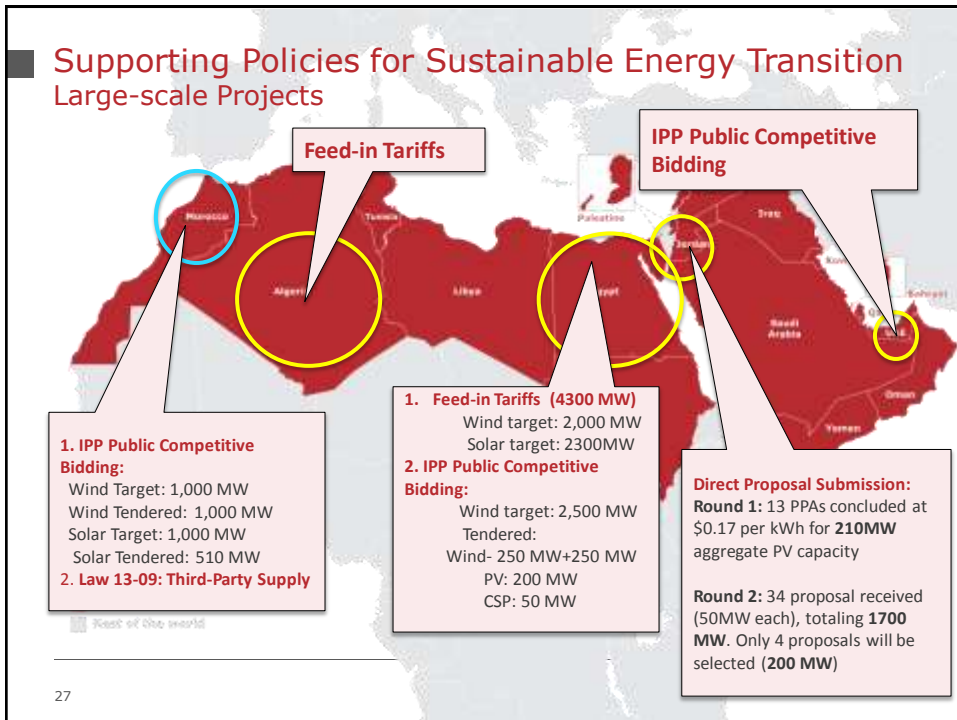 Supporting Policies for Sustainable Energy Transition
Large-scale Projects
Feed-in Tariffs
IPP Public Competitive
Bidding
Morocco
Tunisia
Algeria
Libya
Egypt
Palestine
Jordan
Iraq
Saudi
Arabia
Bahrain
UAE
Oman
Yemen
1. IPP Public Competitive
Bidding:
Wind Target: 1,000 MW
Wind Tendered: 1,000 MW
Solar Target: 1,000 MW
Solar Tendered: 510 MW
2. Law 13-09: Third-Party Supply
1. Feed-in Tariffs (4300 MW)
Wind target: 2,000 MW
Solar target: 2300MW
2. IPP Public Competitive
Bidding:
Wind target: 2,500 MW
Tendered:
Wind- 250 MW+250 MW
PV: 200 MW
CSP: 50 MW
Direct Proposal Submission:
Round 1: 13 PPAs concluded at
$0.17 per kWh for 210MW
aggregate PV capacity
Round 2: 34 proposal received
(50MW each), totaling 1700
MW. Only 4 proposals will be
selected (200 MW)
Rest of the world
27